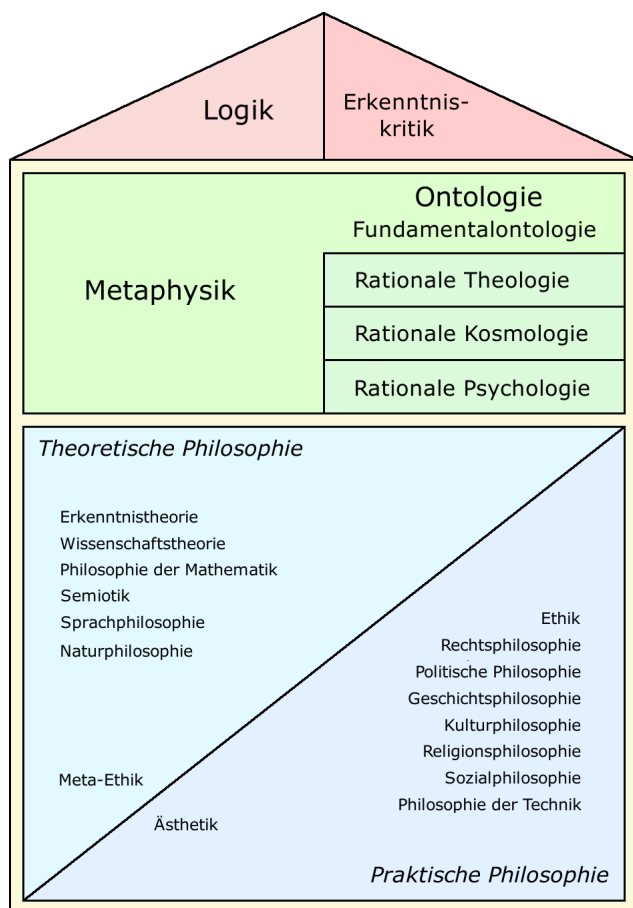 Logik
Erkenntnis-
kritik
Metaphysik
Ontologie
Fundamentalontologie
Rationale Theologie
Rationale Kosmologie
Rationale Psychologie
Theoretische Philosophie
Erkenntnistheorie
Wissenschaftstheorie
Philosophie der Mathematik
Semiotik
Sprachphilosophie
Naturphilosophie
Meta-Ethik
Ästhetik
Ethik
Rechtsphilosophie
Politische Philosophie
Geschichtsphilosophie
Kulturphilosophie
Religionsphilosophie
Sozialphilosophie
Philosophie der Technik
Praktische Philosophie